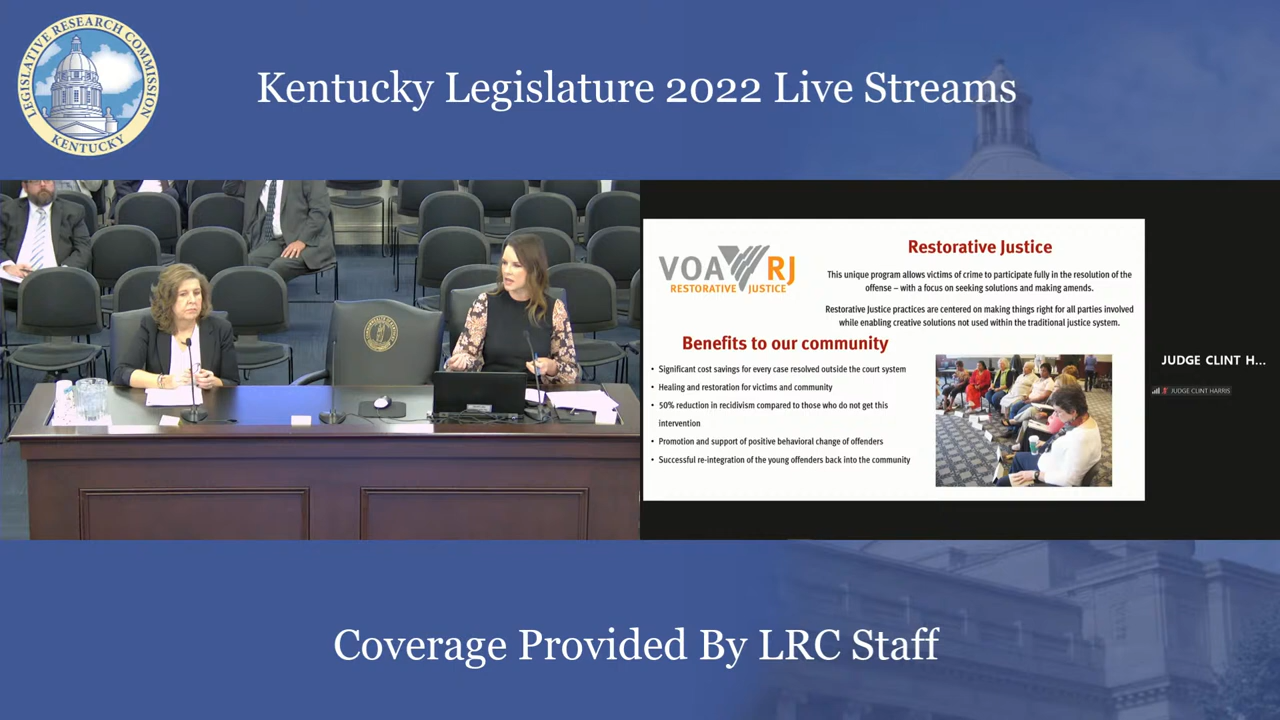 LEGISLATIVE RESEARCH COMMISSION
KENTUCKY
Kentucky Legislature 2022 Live Streams
VOA RJ
RESTORATIVE JUSTICE
Restorative Justice
This unique program allows victims of crime to participate fully in the resolution of the
offense – with a focus on seeking solutions and making amends.
Restorative Justice practices are centered on making things right for all parties involved
while enabling creative solutions not used within the traditional justice system.
Benefits to our community
• Significant cost savings for every case resolved outside the court system
• Healing and restoration for victims and community
• 50% reduction in recidivism compared to those who do not get this
intervention
• Promotion and support of positive behavioral change of offenders
• Successful re-integration of the young offenders back into the community
JUDGE CLINT H...
JUDGE CLINT HARRIS
Coverage Provided By LRC Staff